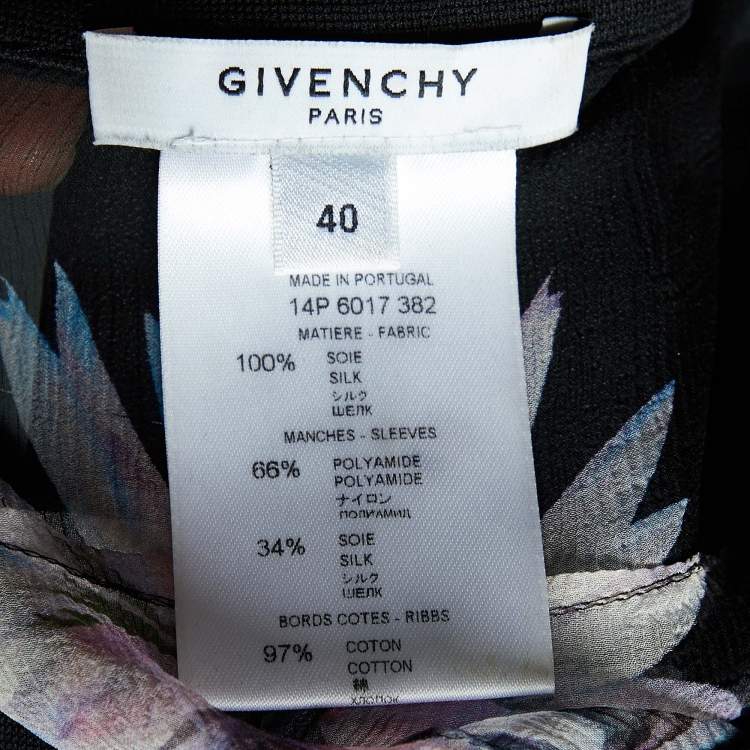 GIVENCHY
PARIS
40
MADE IN PORTUGAL
14P 6017 382
MATIERE - FABRIC
100% SOIE
SILK
シルク
ШЕЛК
MANCHES - SLEEVES
66% POLYAMIDE
POLYAMIDE
ナイロン
ПОЛИАМИД
34% SOIE
SILK
シルク
ШЕЛК
BORDS COTES - RIBBS
97% COTON
COTTON
綿
ХЛОПОК